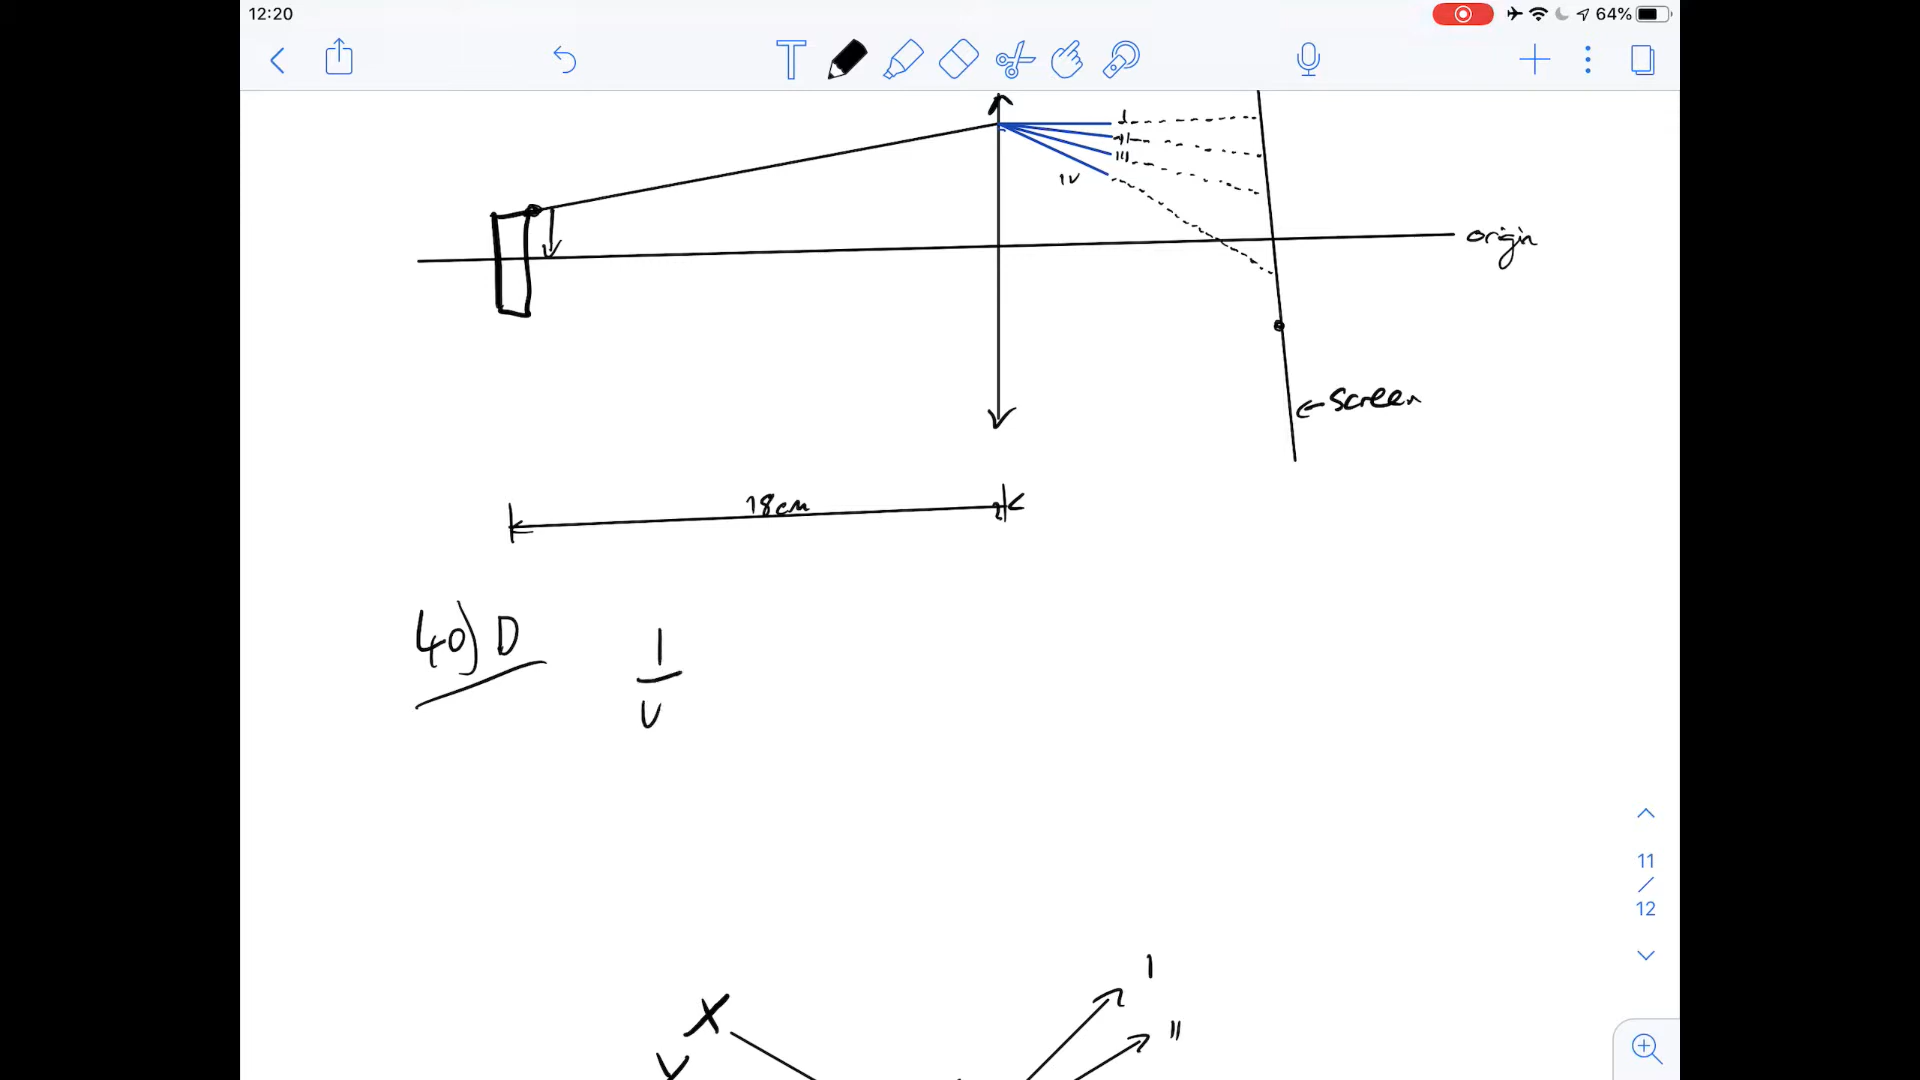 12:20
64%
T
I
II
III
IV
origin
← screen
18cm
40) D
1
v
11
/
12
I
X
II
Y